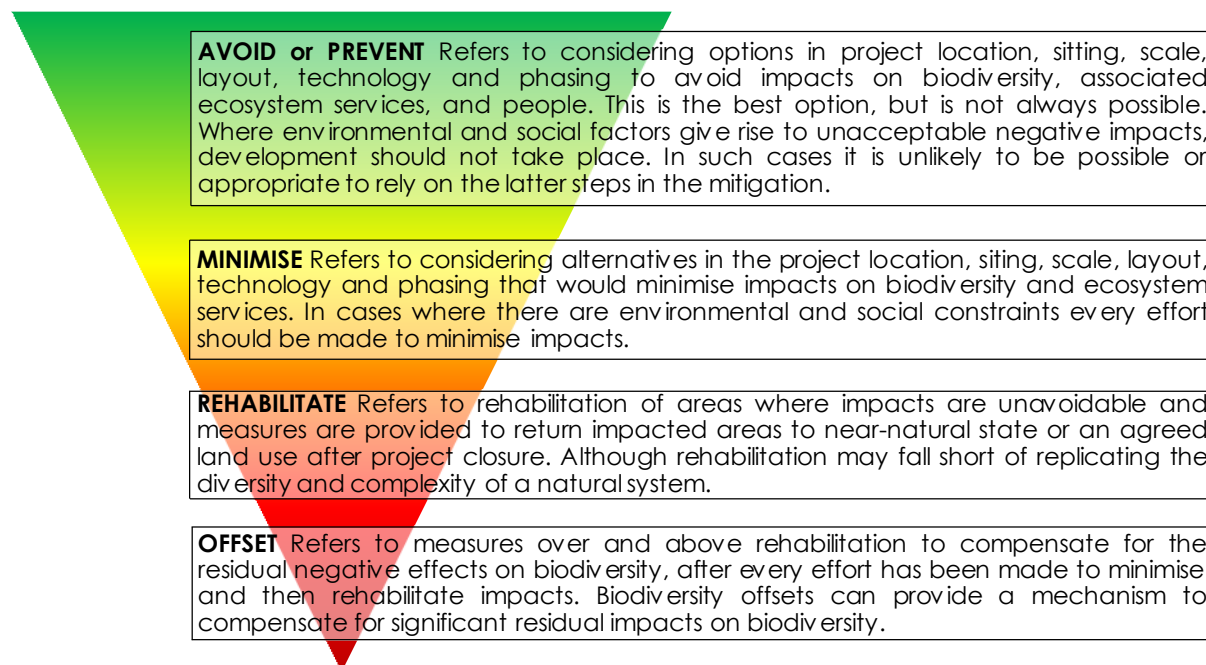 AVOID or PREVENT Refers to considering options in project location, sitting, scale,
layout, technology and phasing to avoid impacts on biodiversity, associated
ecosystem services, and people. This is the best option, but is not always possible.
Where environmental and social factors give rise to unacceptable negative impacts,
development should not take place. In such cases it is unlikely to be possible or
appropriate to rely on the latter steps in the mitigation.
MINIMISE Refers to considering alternatives in the project location, siting, scale, layout,
technology and phasing that would minimise impacts on biodiversity and ecosystem
services. In cases where there are environmental and social constraints every effort
should be made to minimise impacts.
REHABILITATE Refers to rehabilitation of areas where impacts are unavoidable and
measures are provided to return impacted areas to near-natural state or an agreed
land use after project closure. Although rehabilitation may fall short of replicating the
diversity and complexity of a natural system.
OFFSET Refers to measures over and above rehabilitation to compensate for the
residual negative effects on biodiversity, after every effort has been made to minimise
and then rehabilitate impacts. Biodiversity offsets can provide a mechanism to
compensate for significant residual impacts on biodiversity.